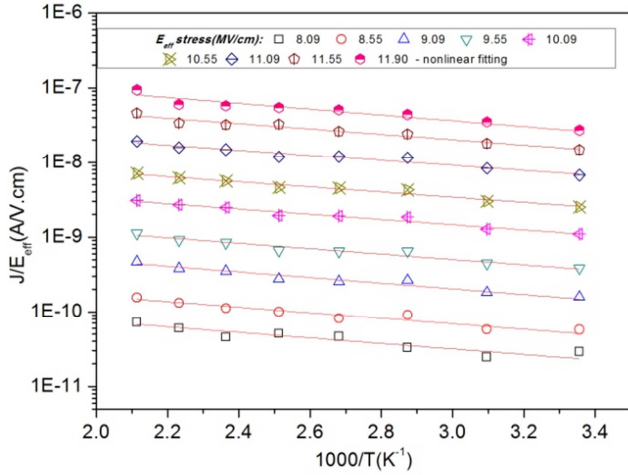 E_eff stress(MV/cm): 8.09 8.55 9.09 9.55 10.09
10.55 11.09 11.55 11.90 - nonlinear fitting
J/E_eff(A/V.cm)
1E-6
1E-7
1E-8
1E-9
1E-10
1E-11
2.0 2.2 2.4 2.6 2.8 3.0 3.2 3.4
1000/T(K⁻¹)